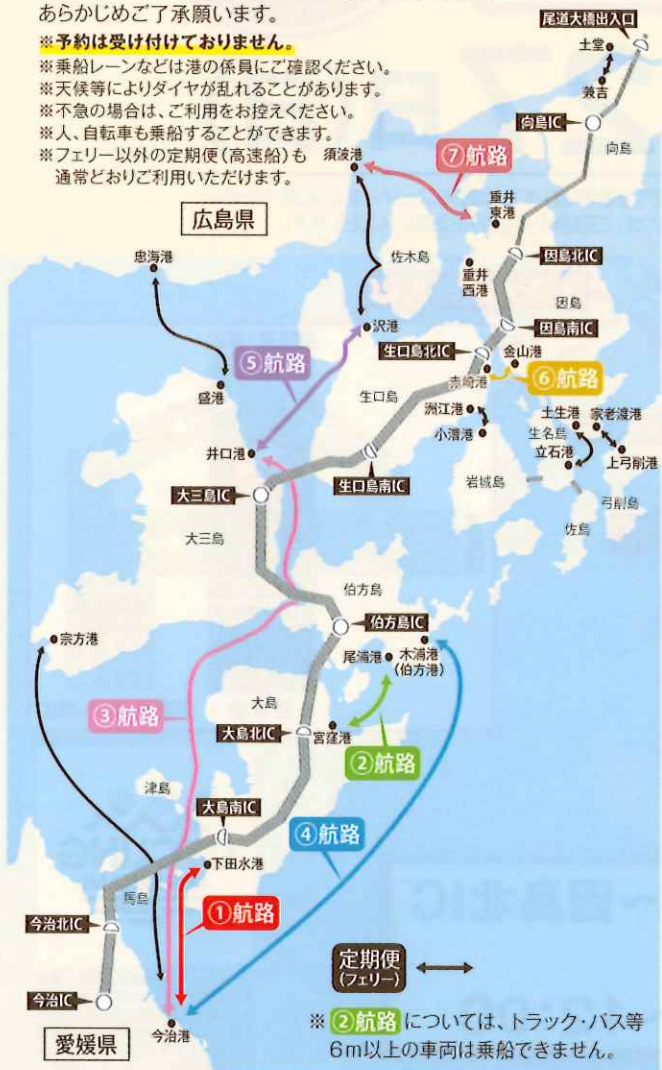 あらかじめご了承願います。
※予約は受け付けておりません。
※乗船レーンなどは港の係員にご確認ください。
※天候等によりダイヤが乱れることがあります。
※不急の場合は、ご利用をお控えください。
※人、自転車も乗船することができます。
※フェリー以外の定期便(高速船)も
通常どおりご利用いただけます。
尾道大橋出入口
土堂
兼吉
向島IC
向島
須波港
⑦航路
重井
東港
広島県
佐木島
因島北IC
忠海港
重井
西港
因島
沢港
因島南IC
生口島北IC
金山港
⑤航路
赤崎港
⑥航路
盛港
生口島
洲江港
土生港
家老渡港
小漕港
生名島
井口港
立石港
上弓削港
生口島南IC
岩城島
大三島IC
弓削島
佐島
大三島
伯方島
伯方島IC
宗方港
尾浦港
木浦港
(伯方港)
大島
③航路
大島北IC
宮窪港
②航路
津島
大島南IC
④航路
下田水港
馬島
①航路
今治北IC
定期便
(フェリー)
今治IC
今治港
※②航路については、トラック・バス等
6m以上の車両は乗船できません。
愛媛県